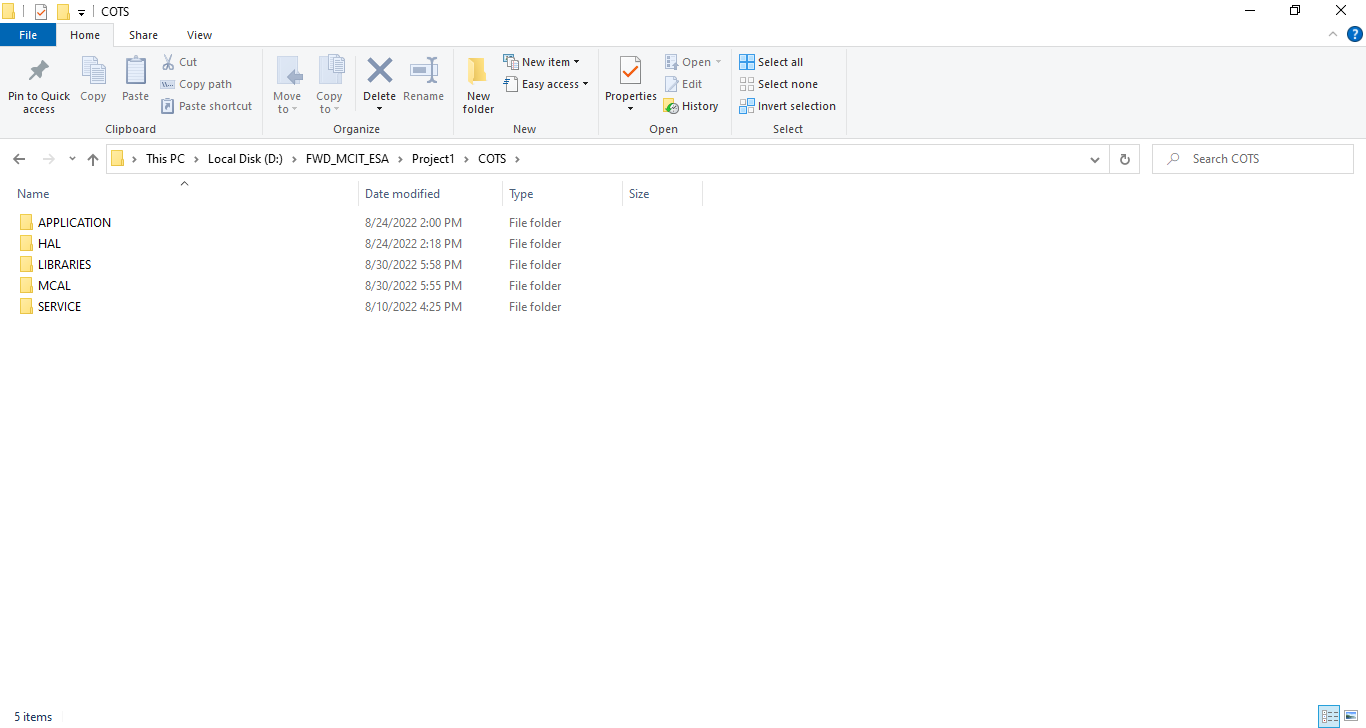 COTS
File Home Share View
Pin to Quick access
Copy
Paste
Cut
Copy path
Paste shortcut
Clipboard
Move to
Copy to
Delete
Rename
Organize
New folder
New item
Easy access
New
Properties
Open
Edit
History
Open
Select all
Select none
Invert selection
Select
This PC > Local Disk (D:) > FWD_MCIT_ESA > Project1 > COTS >
Search COTS
Name Date modified Type Size
APPLICATION 8/24/2022 2:00 PM File folder
HAL 8/24/2022 2:18 PM File folder
LIBRARIES 8/30/2022 5:58 PM File folder
MCAL 8/30/2022 5:55 PM File folder
SERVICE 8/10/2022 4:25 PM File folder
5 items